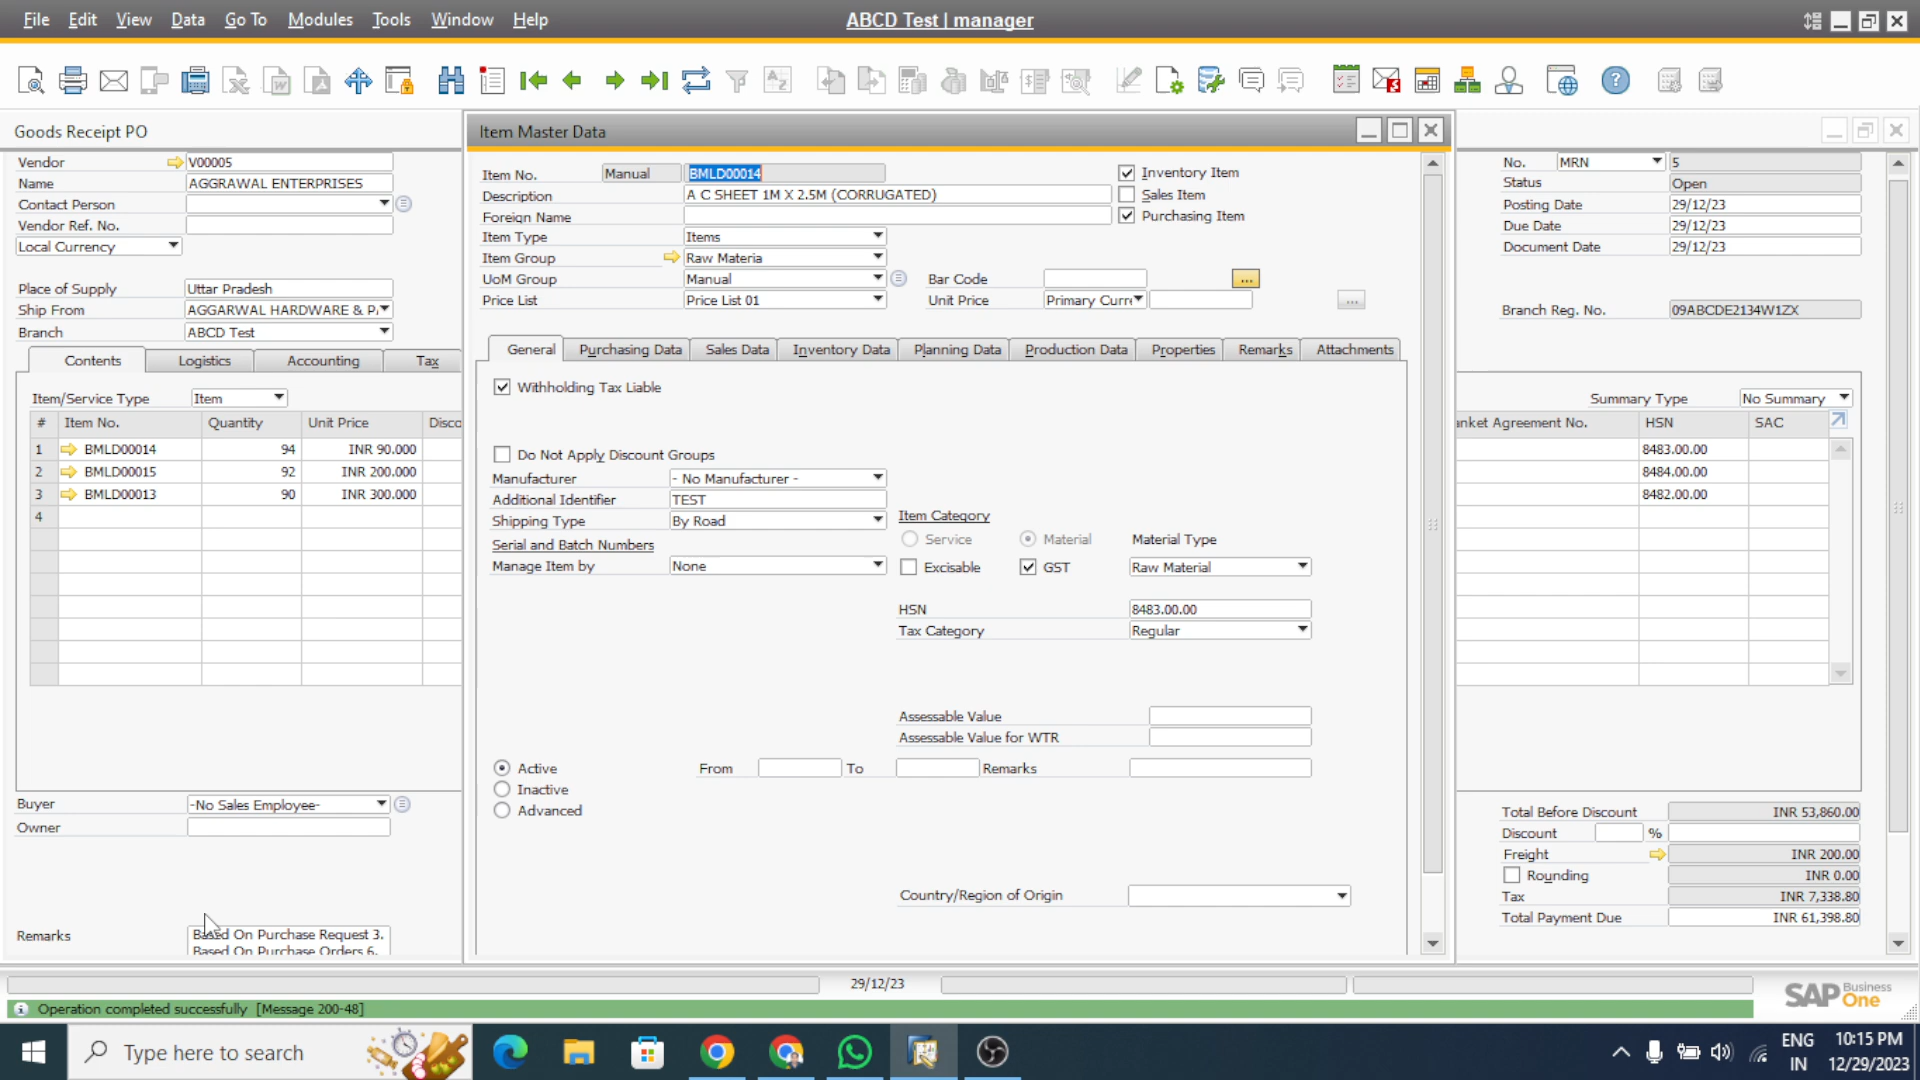 File Edit View Data Go To Modules Tools Window Help
ABCD Test | manager
Goods Receipt PO
Vendor V00005
Name AGGRAWAL ENTERPRISES
Contact Person
Vendor Ref. No.
Local Currency
Place of Supply Uttar Pradesh
Ship From AGGARWAL HARDWARE & P
Branch ABCD Test
Contents Logistics Accounting Tax
Item/Service Type Item
# Item No. Quantity Unit Price Disco
1 BMLD00014 94 INR 90.000
2 BMLD00015 92 INR 200.000
3 BMLD00013 90 INR 300.000
4
Buyer -No Sales Employee-
Owner
Remarks Based On Purchase Request 3.
Based On Purchase Orders 6.
Item Master Data
Item No. Manual BMLD00014
Description A C SHEET 1M X 2.5M (CORRUGATED)
Foreign Name
Item Type Items
Item Group Raw Materia
UoM Group Manual
Price List Price List 01
Bar Code ...
Unit Price Primary Curre ...
Inventory Item
Sales Item
Purchasing Item
General Purchasing Data Sales Data Inventory Data Planning Data Production Data Properties Remarks Attachments
Withholding Tax Liable
Do Not Apply Discount Groups
Manufacturer - No Manufacturer -
Additional Identifier TEST
Shipping Type By Road
Serial and Batch Numbers
Manage Item by None
Item Category
Service Material Material Type
Excisable GST Raw Material
HSN 8483.00.00
Tax Category Regular
Assessable Value
Assessable Value for WTR
Active From To Remarks
Inactive
Advanced
Country/Region of Origin
No. MRN 5
Status Open
Posting Date 29/12/23
Due Date 29/12/23
Document Date 29/12/23
Branch Reg. No. 09ABCDE2134W1ZX
Summary Type No Summary
anket Agreement No. HSN SAC
8483.00.00
8484.00.00
8482.00.00
Total Before Discount INR 53,860.00
Discount %
Freight INR 200.00
Rounding INR 0.00
Tax INR 7,338.80
Total Payment Due INR 61,398.80
29/12/23
Operation completed successfully [Message 200-48]
SAP Business One
Type here to search
ENG
IN
10:15 PM
12/29/2023